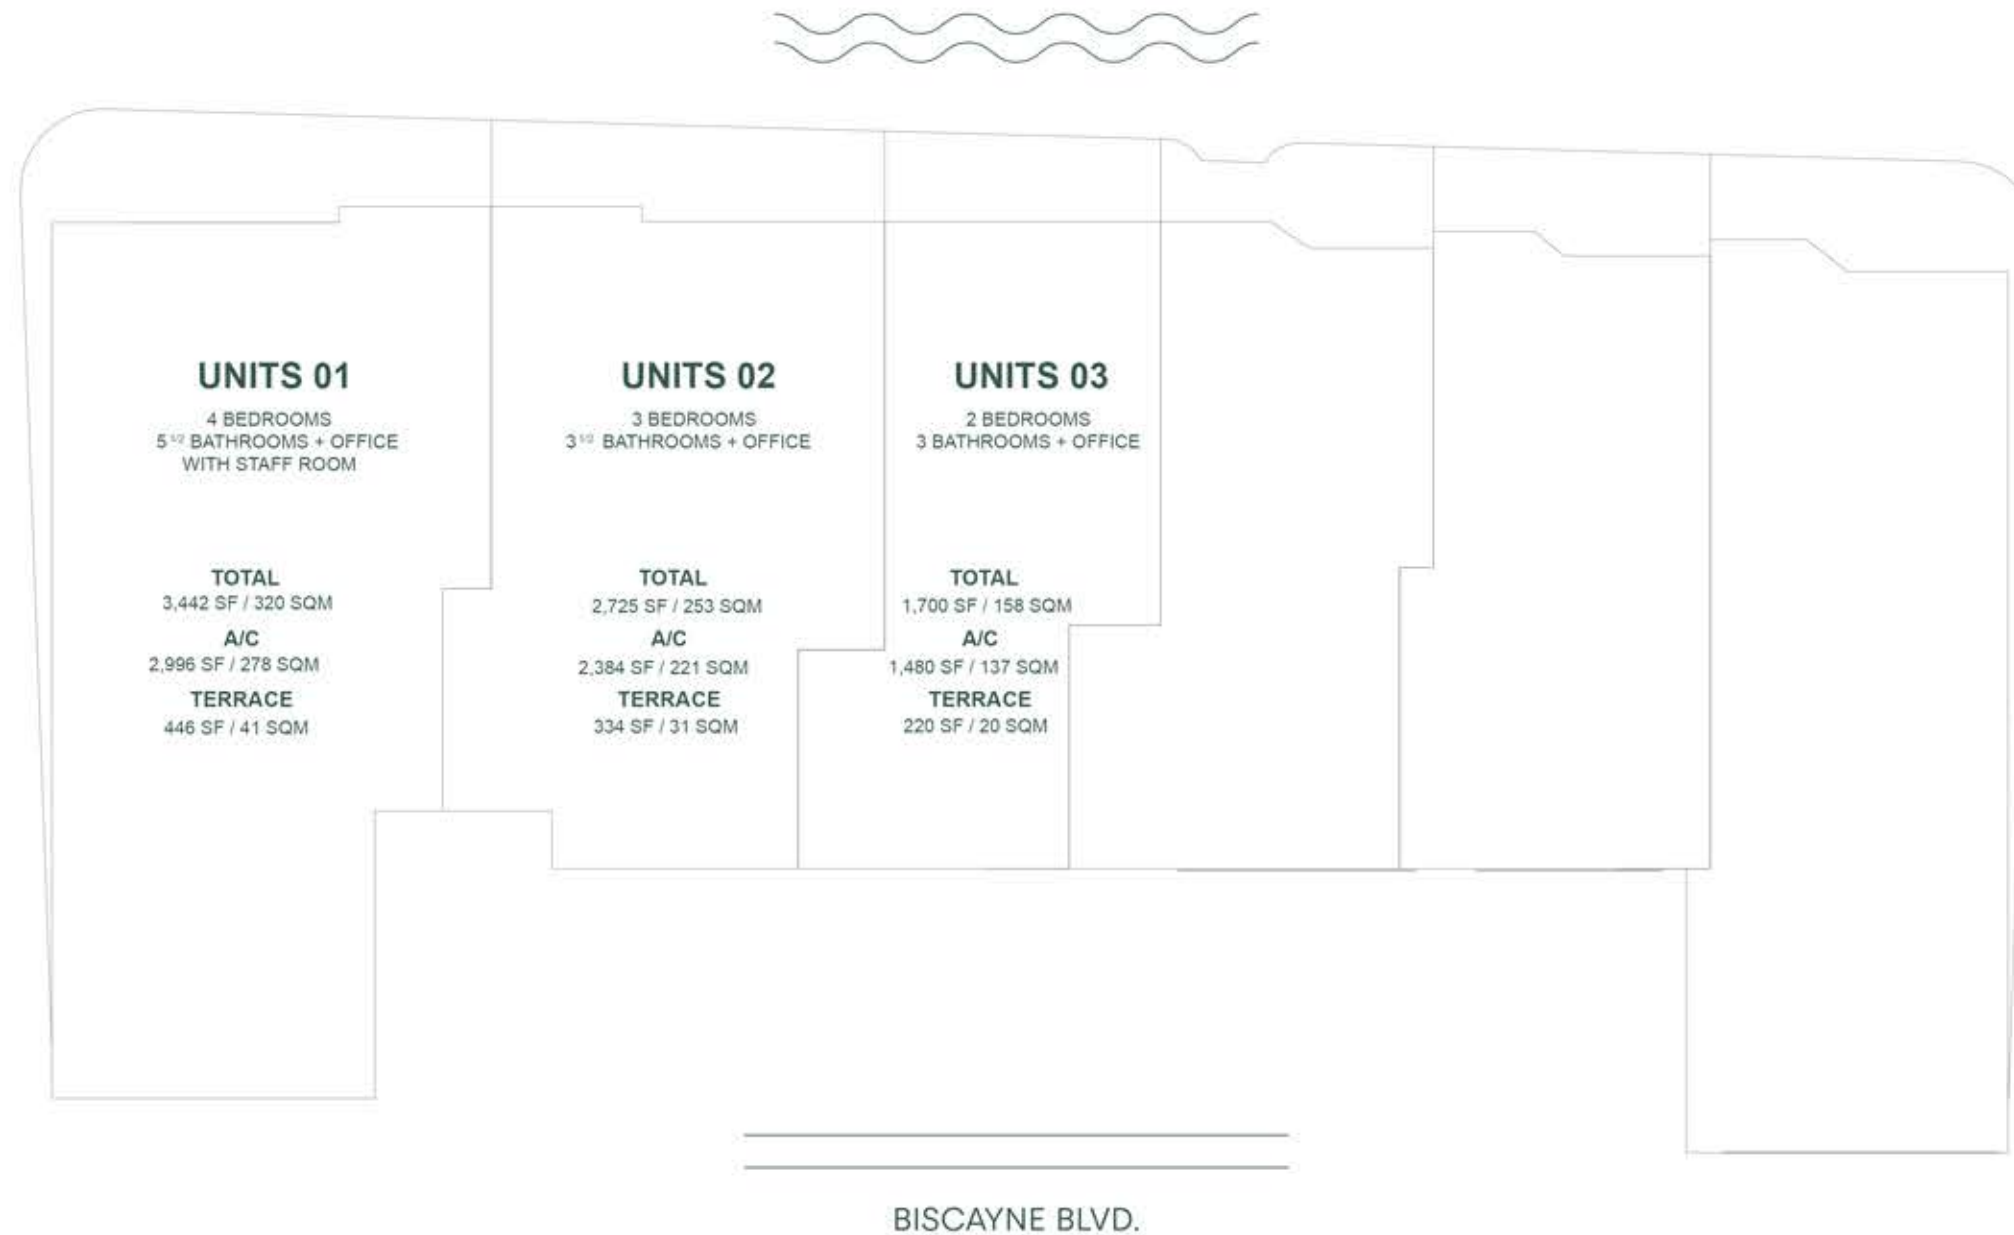 UNITS 01
4 BEDROOMS
5 1/2 BATHROOMS + OFFICE
WITH STAFF ROOM
TOTAL
3,442 SF / 320 SQM
A/C
2,996 SF / 278 SQM
TERRACE
446 SF / 41 SQM
UNITS 02
3 BEDROOMS
3 1/2 BATHROOMS + OFFICE
TOTAL
2,725 SF / 253 SQM
A/C
2,384 SF / 221 SQM
TERRACE
334 SF / 31 SQM
UNITS 03
2 BEDROOMS
3 BATHROOMS + OFFICE
TOTAL
1,700 SF / 158 SQM
A/C
1,480 SF / 137 SQM
TERRACE
220 SF / 20 SQM
BISCAYNE BLVD.